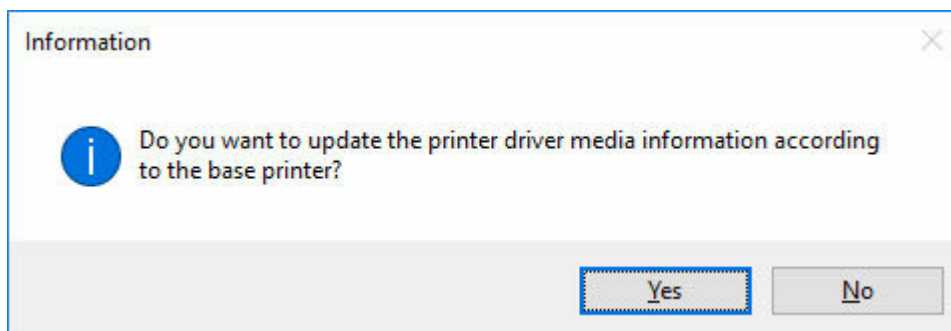 Information
Do you want to update the printer driver media information according
to the base printer?
Yes
No